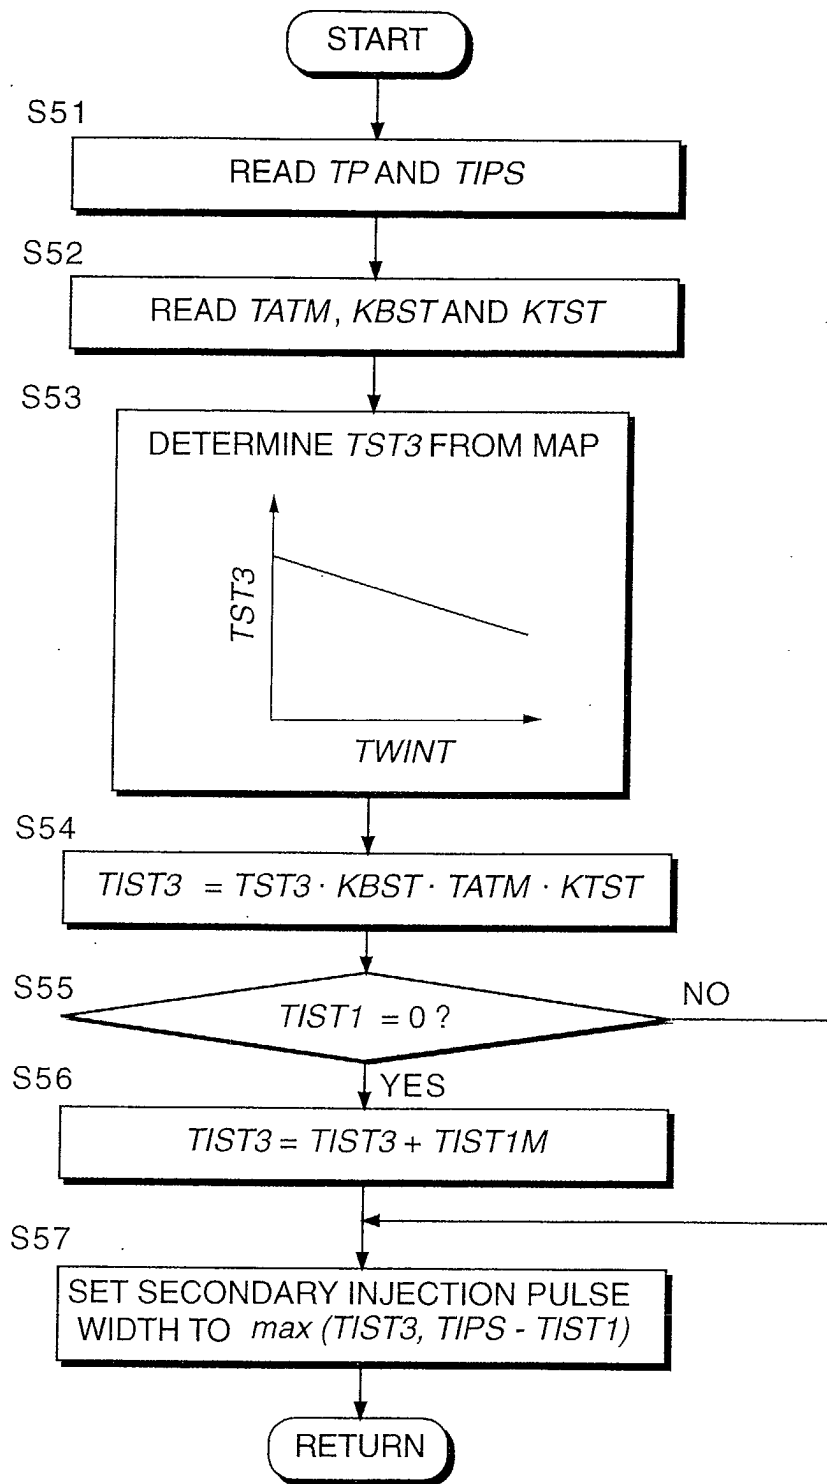 START
S51
READ TP AND TIPS
S52
READ TATM, KBST AND KTST
S53
DETERMINE TST3 FROM MAP
TST3
TWINT
S54
TIST3 = TST3 · KBST · TATM · KTST
S55
TIST1 = 0 ?
NO
YES
S56
TIST3 = TIST3 + TIST1M
S57
SET SECONDARY INJECTION PULSE
WIDTH TO max (TIST3, TIPS - TIST1)
RETURN